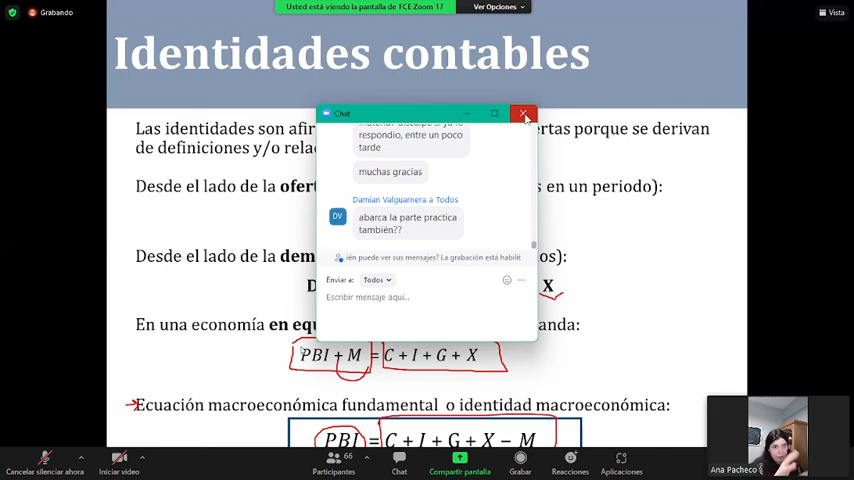 Grabando
Usted está viendo la pantalla de FCE Zoom 17
Ver Opciones
Vista
Identidades contables
Las identidades son afir
ertas porque se derivan
de definiciones y/o rela
Desde el lado de la ofert
s en un periodo):
Desde el lado de la dem
os):
D
X
En una economía en equ
anda:
PBI + M = C + I + G + X
Ecuación macroeconómica fundamental o identidad macroeconómica:
PBI = C + I + G + X − M
Chat
respondio, entre un poco
tarde
muchas gracias
Damian Valguarnera a Todos
DV
abarca la parte practica
también??
ién puede ver sus mensajes? La grabación está habilit
Enviar a:
Todos
Escribir mensaje aquí...
Ana Pacheco
Cancelar silenciar ahora
Iniciar video
66
Participantes
Chat
Compartir pantalla
Grabar
Reacciones
Aplicaciones